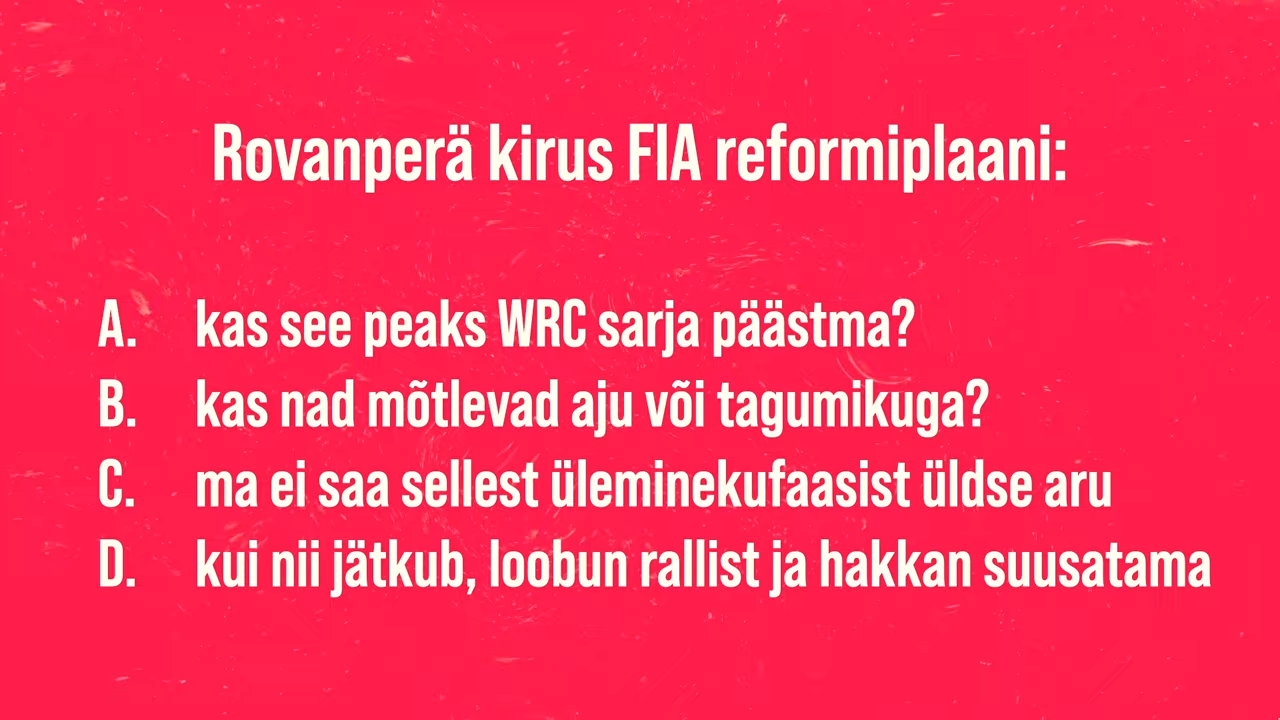 Rovanperä kirus FIA reformiplaani:
A. kas see peaks WRC sarja päästma?
B. kas nad mõtlevad aju või tagumikuga?
C. ma ei saa sellest üleminekufaasist üldse aru
D. kui nii jätkub, loobun rallist ja hakkan suusatama